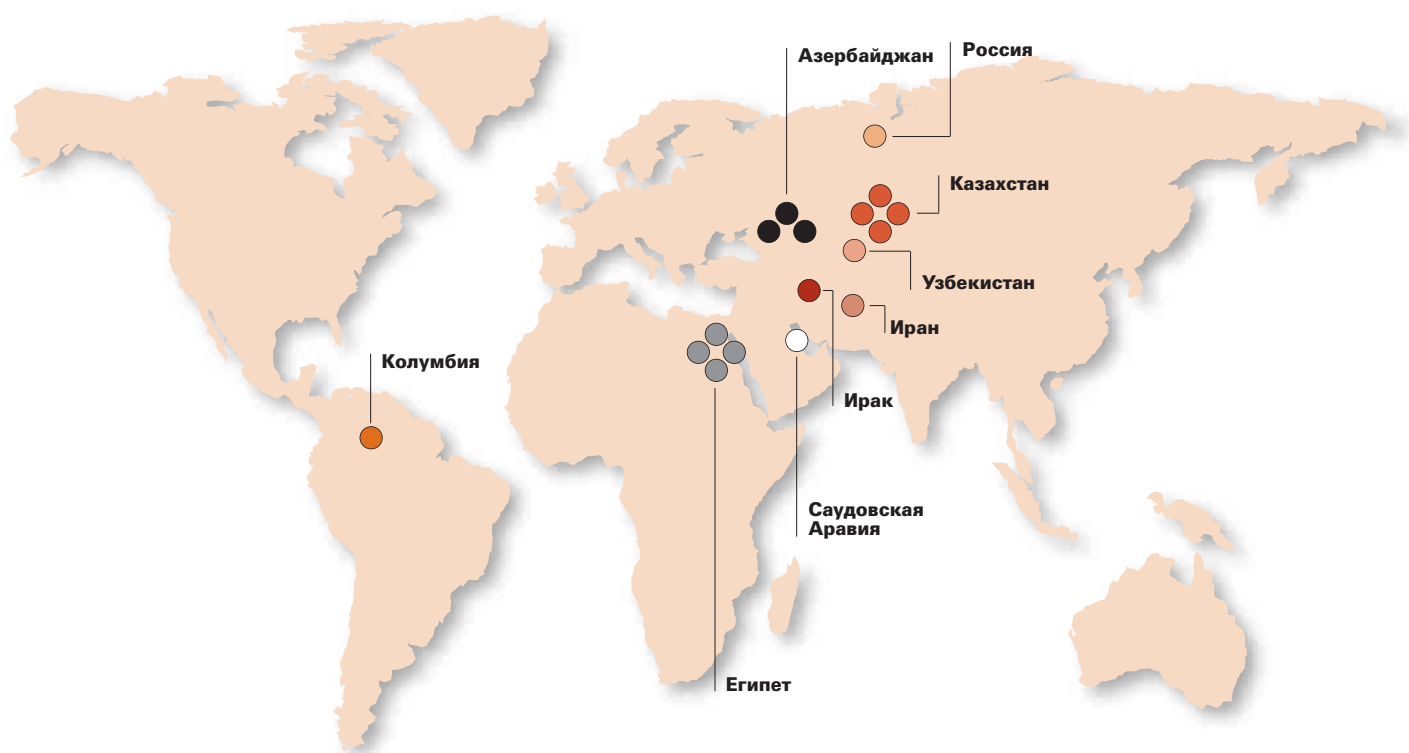 Россия
Азербайджан
Казахстан
Узбекистан
Иран
Колумбия
Ирак
Саудовская
Аравия
Египет